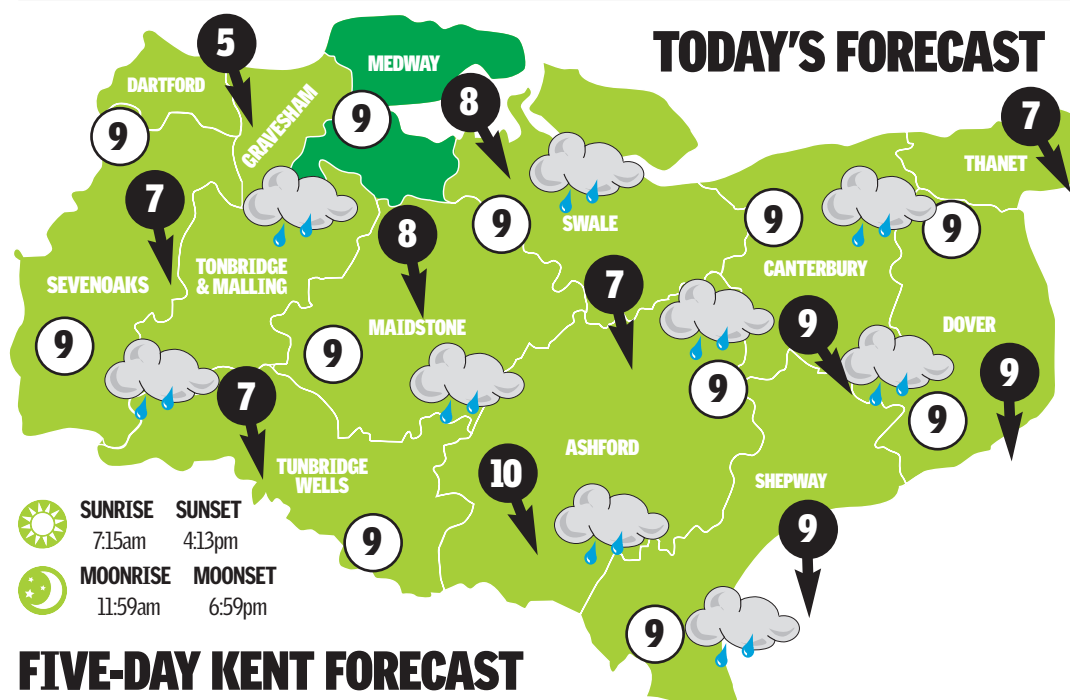 TODAY'S FORECAST
5
MEDWAY
DARTFORD
8
7
9
GRAVESHAM
9
THANET
7
9
SWALE
9
9
8
TONBRIDGE
& MALLING
SEVENOAKS
CANTERBURY
7
9
MAIDSTONE
DOVER
9
9
9
7
9
9
9
TUNBRIDGE
WELLS
10
ASHFORD
SHEPWAY
9
9
9
SUNRISE SUNSET
7:15am 4:13pm
MOONRISE MOONSET
11:59am 6:59pm
FIVE-DAY KENT FORECAST